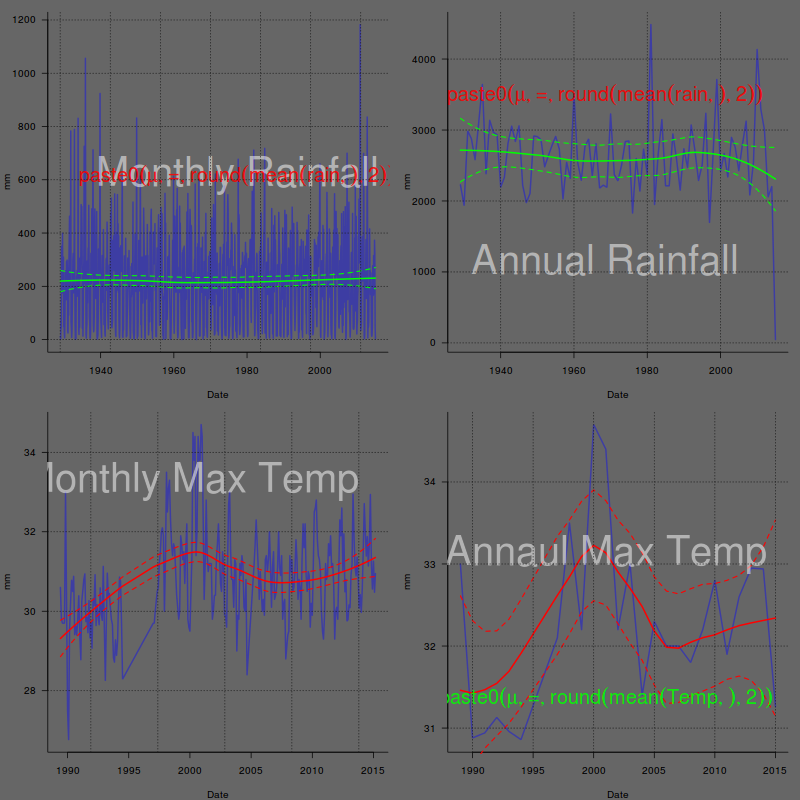 1200
1000
800
600
400
200
0
mm
Monthly Rainfall
paste0(μ, =, round(mean(rain, ), 2))
1940
1960
1980
2000
Date
4000
3000
2000
1000
0
mm
paste0(μ, =, round(mean(rain, ), 2))
Annual Rainfall
1940
1960
1980
2000
Date
34
32
30
28
mm
onthly Max Temp
1990
1995
2000
2005
2010
2015
Date
34
33
32
31
mm
Annaul Max Temp
paste0(μ, =, round(mean(Temp, ), 2))
1990
1995
2000
2005
2010
2015
Date